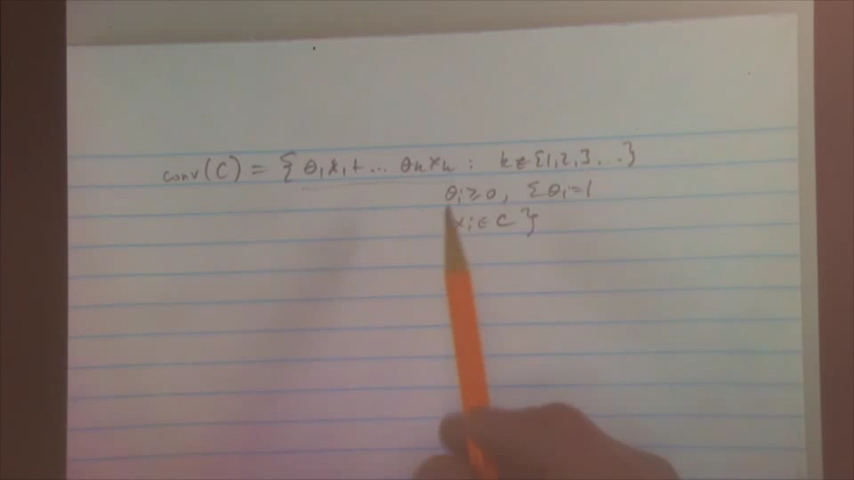 conv(C) = { θ₁x₁+ ... θₖxₖ : k∈{1,2,3,...}
θᵢ≥0, Σθᵢ=1
xᵢ∈C }